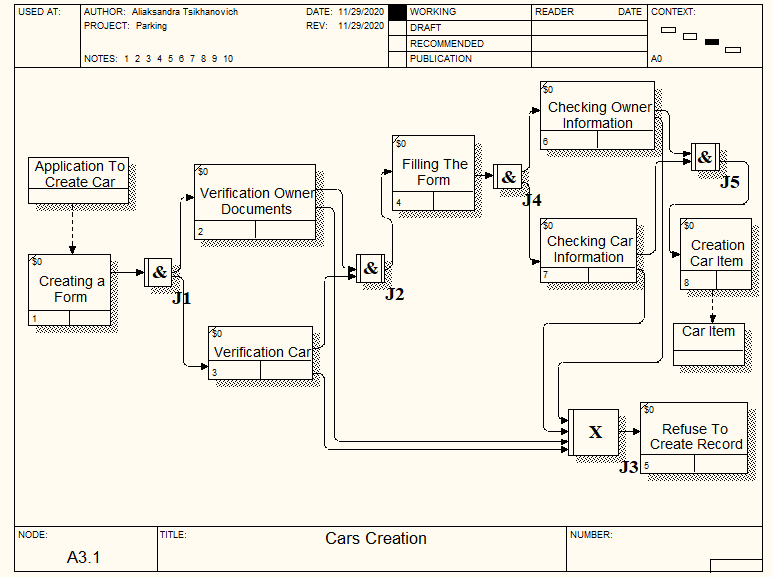 USED AT:
AUTHOR: Aliaksandra Tsikhanovich
DATE: 11/29/2020
PROJECT: Parking
REV: 11/29/2020
NOTES: 1 2 3 4 5 6 7 8 9 10
WORKING
DRAFT
RECOMMENDED
PUBLICATION
READER
DATE
CONTEXT:
A0
Application To
Create Car
$0
Creating a
Form
1
&
J1
$0
Verification Owner
Documents
2
$0
Verification Car
3
&
J2
$0
Filling The
Form
4
&
J4
$0
Checking Owner
Information
6
$0
Checking Car
Information
7
&
J5
$0
Creation
Car Item
8
Car Item
X
J3
$0
Refuse To
Create Record
5
NODE:
A3.1
TITLE:
Cars Creation
NUMBER: